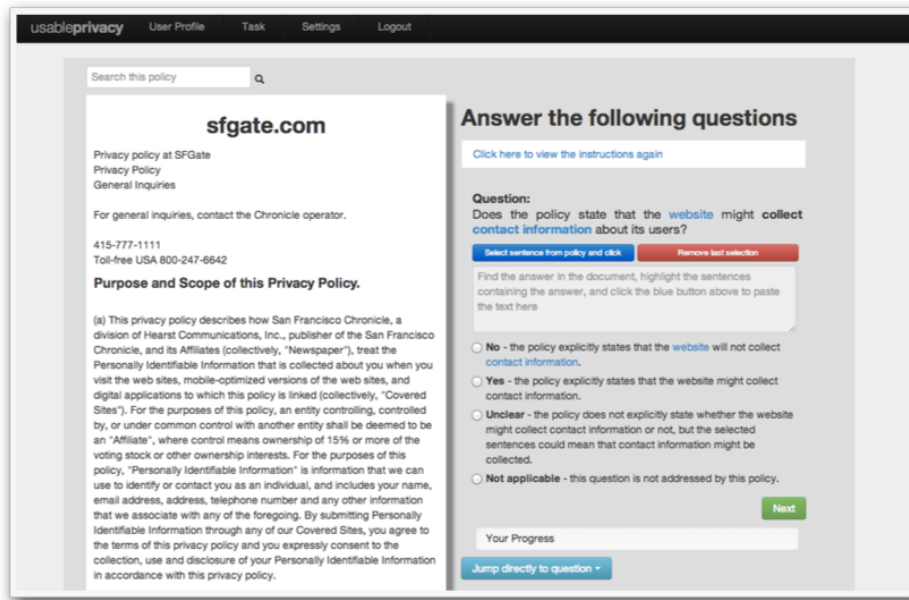 usableprivacy User Profile Task Settings Logout
Search this policy
sfgate.com
Privacy policy at SFGate
Privacy Policy
General Inquiries
For general inquiries, contact the Chronicle operator.
415-777-1111
Toll-free USA 800-247-6642
Purpose and Scope of this Privacy Policy.
(a) This privacy policy describes how San Francisco Chronicle, a
division of Hearst Communications, Inc., publisher of the San Francisco
Chronicle, and its Affiliates (collectively, "Newspaper"), treat the
Personally Identifiable Information that is collected about you when you
visit the web sites, mobile-optimized versions of the web sites, and
digital applications to which this policy is linked (collectively, "Covered
Sites"). For the purposes of this policy, an entity controlling, controlled
by, or under common control with another entity shall be deemed to be
an "Affiliate", where control means ownership of 15% or more of the
voting stock or other ownership interests. For the purposes of this
policy, "Personally Identifiable Information" is information that we can
use to identify or contact you as an individual, and includes your name,
email address, address, telephone number and any other information
that we associate with any of the foregoing. By submitting Personally
Identifiable Information through any of our Covered Sites, you agree to
the terms of this privacy policy and you expressly consent to the
collection, use and disclosure of your Personally Identifiable Information
in accordance with this privacy policy.
Answer the following questions
Click here to view the instructions again
Question:
Does the policy state that the website might collect
contact information about its users?
Select sentence from policy and click Remove last selection
Find the answer in the document, highlight the sentences
containing the answer, and click the blue button above to paste
the text here
No - the policy explicitly states that the website will not collect
contact information.
Yes - the policy explicitly states that the website might collect
contact information.
Unclear - the policy does not explicitly state whether the website
might collect contact information or not, but the selected
sentences could mean that contact information might be
collected.
Not applicable - this question is not addressed by this policy.
Next
Your Progress
Jump directly to question